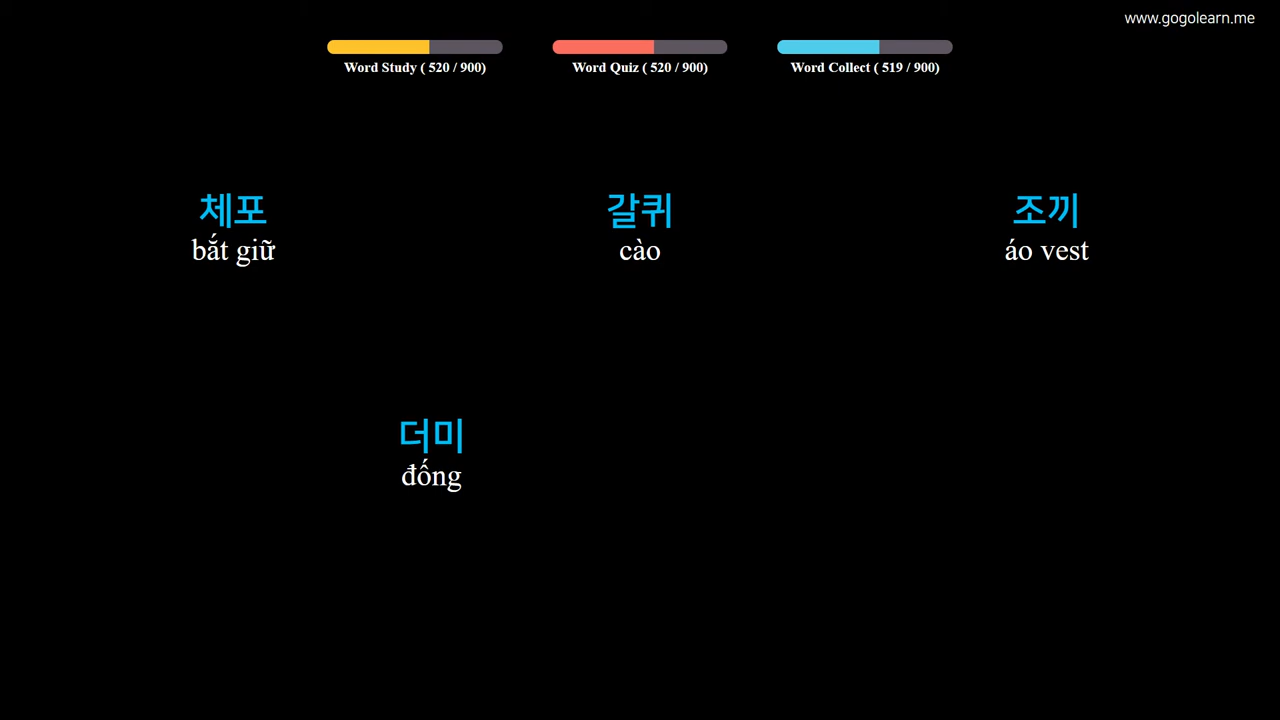 www.gogolearn.me
Word Study ( 520 / 900)
Word Quiz ( 520 / 900)
Word Collect ( 519 / 900)
체포
bắt giữ
갈퀴
cào
조끼
áo vest
더미
đống